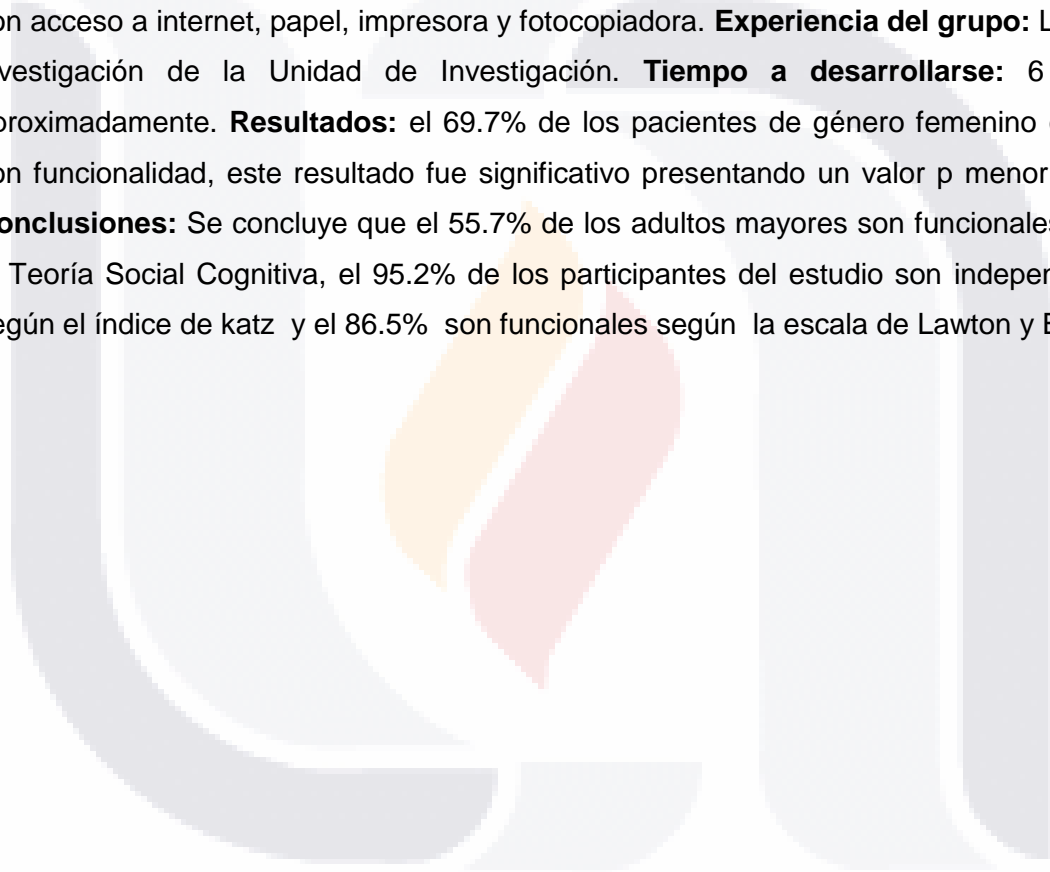 on acceso a internet, papel, impresora y fotocopiadora. Experiencia del grupo: L
vestigación de la Unidad de Investigación. Tiempo a desarrollarse: 6
proximadamente. Resultados: el 69.7% de los pacientes de género femenino
on funcionalidad, este resultado fue significativo presentando un valor p menor
onclusiones: Se concluye que el 55.7% de los adultos mayores son funcionales
Teoría Social Cognitiva, el 95.2% de los participantes del estudio son indeper
egún el índice de katz y el 86.5% son funcionales según la escala de Lawton y